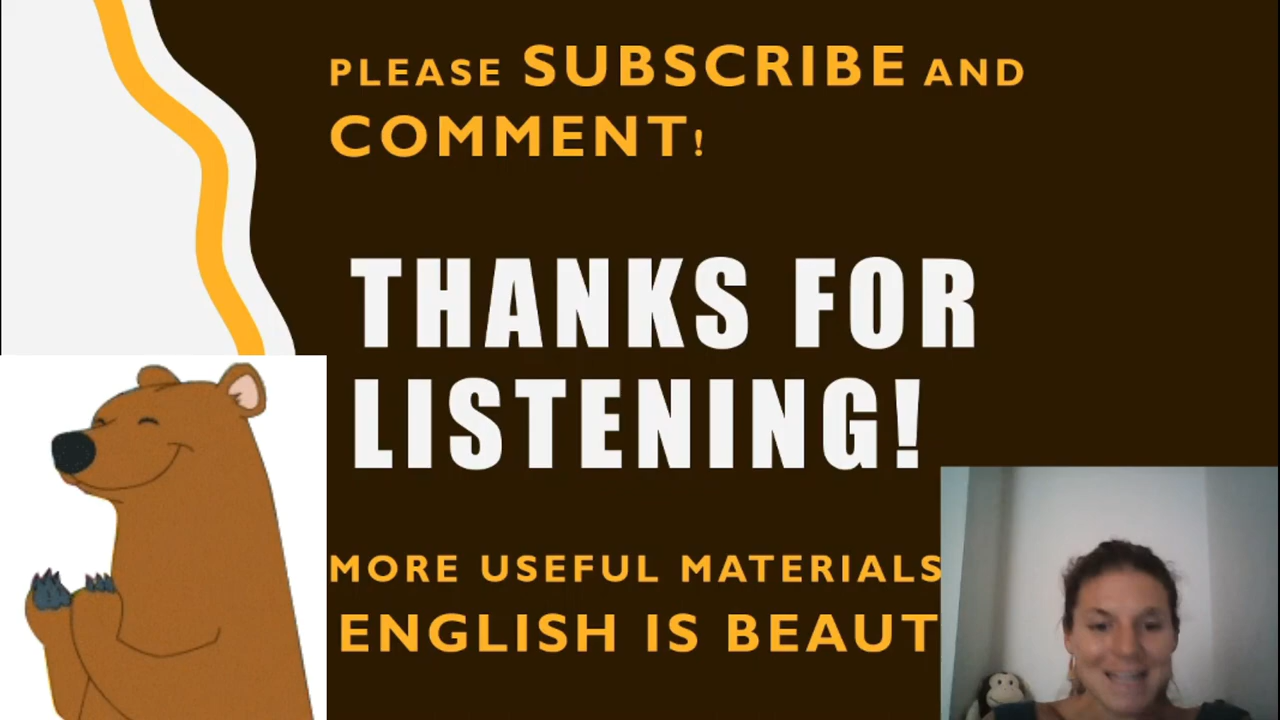 PLEASE SUBSCRIBE AND
COMMENT!
THANKS FOR
LISTENING!
MORE USEFUL MATERIALS
ENGLISH IS BEAUT